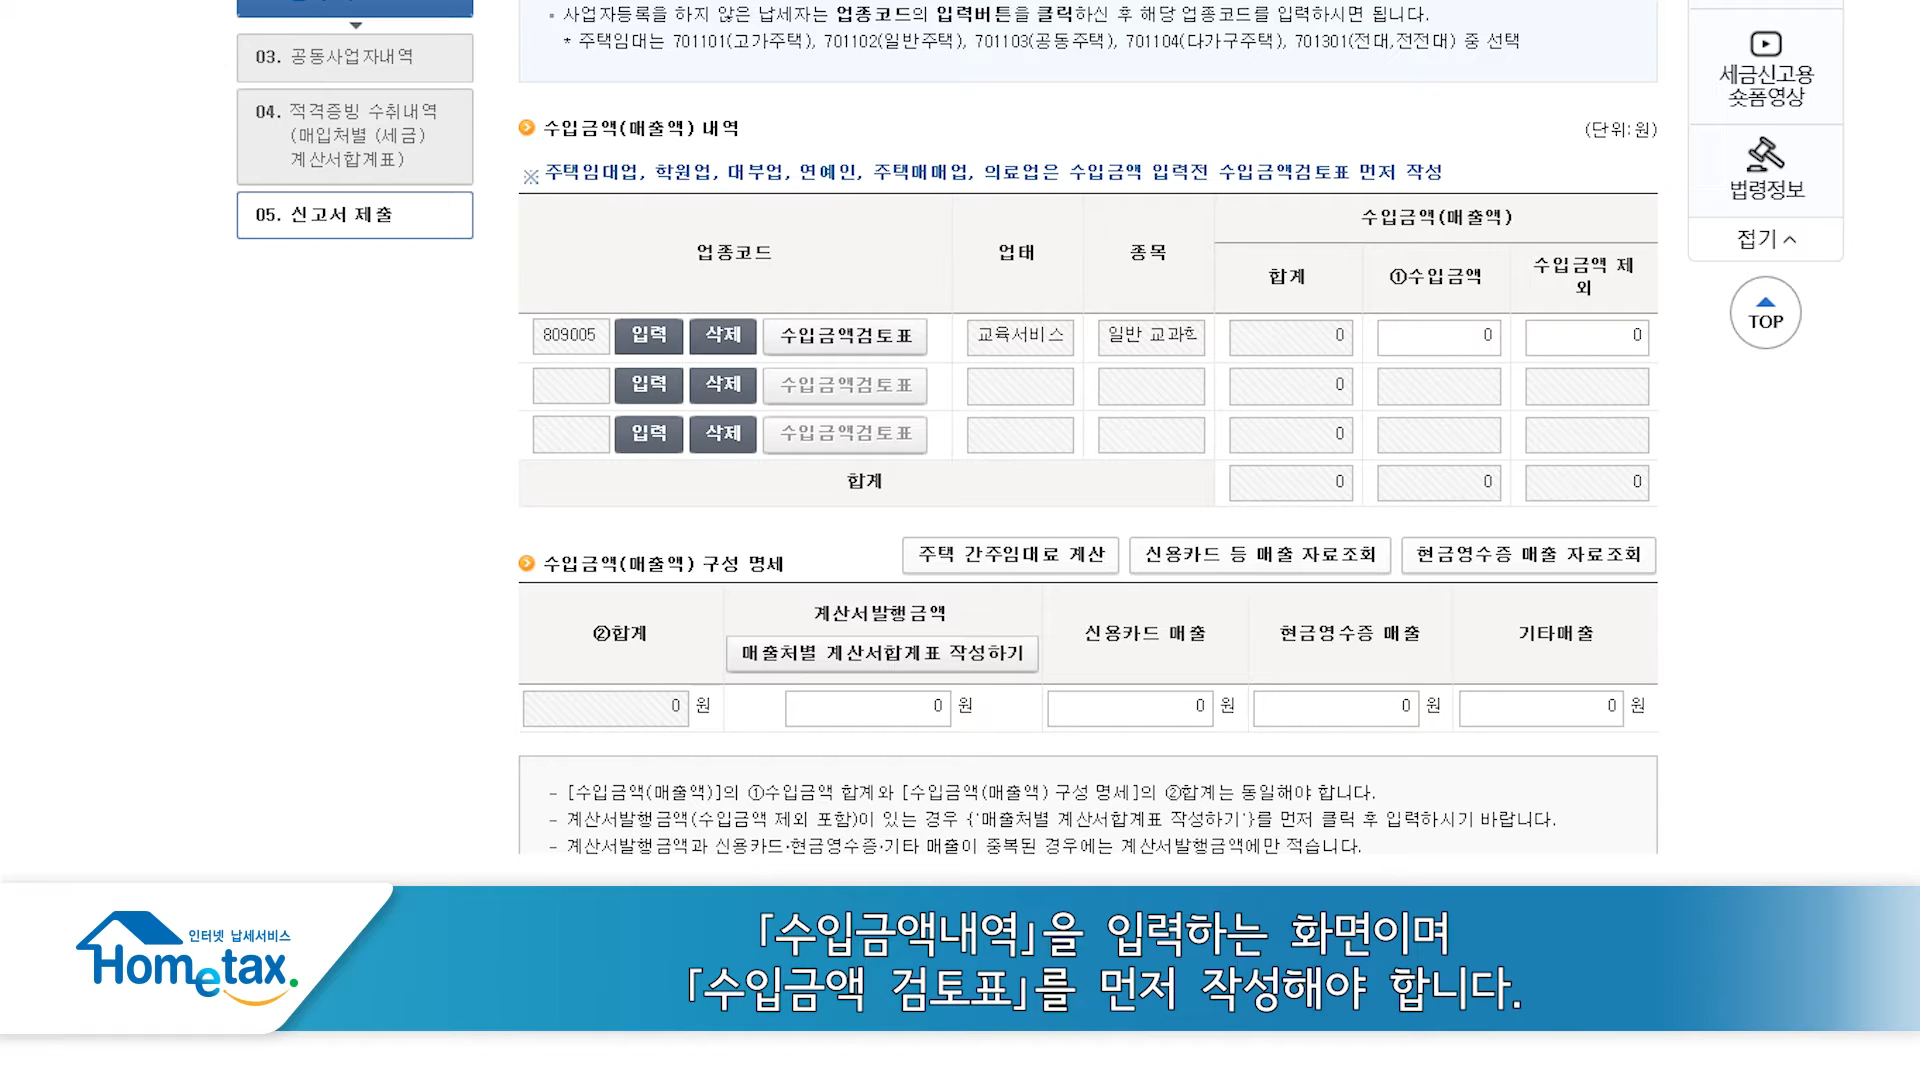 · 사업자등록을 하지 않은 납세자는 업종코드의 입력버튼을 클릭하신 후 해당 업종코드를 입력하시면 됩니다.
* 주택임대는 701101(고가주택), 701102(일반주택), 701103(공동주택), 701104(다가구주택), 701301(전대,전전대) 중 선택
03. 공동사업자내역
04. 적격증빙 수취내역
(매입처별 (세금)
계산서합계표)
05. 신고서 제출
세금신고용
숏폼영상
법령정보
접기
TOP
수입금액(매출액) 내역
(단위:원)
※ 주택임대업, 학원업, 대부업, 연예인, 주택매매업, 의료업은 수입금액 입력전 수입금액검토표 먼저 작성
업종코드 업태 종목 수입금액(매출액)
합계 ①수입금액 수입금액 제
외
809005 입력 삭제 수입금액검토표 교육서비스 일반 교과학 0 0 0
입력 삭제 수입금액검토표 0
입력 삭제 수입금액검토표 0
합계 0 0 0
수입금액(매출액) 구성 명세 주택 간주임대료 계산 신용카드 등 매출 자료조회 현금영수증 매출 자료조회
②합계 계산서발행금액 신용카드 매출 현금영수증 매출 기타매출
매출처별 계산서합계표 작성하기
0 원 0 원 0 원 0 원 0 원
- [수입금액(매출액)]의 ①수입금액 합계와 [수입금액(매출액) 구성 명세]의 ②합계는 동일해야 합니다.
- 계산서발행금액(수입금액 제외 포함)이 있는 경우 {'매출처별 계산서합계표 작성하기'}를 먼저 클릭 후 입력하시기 바랍니다.
- 계산서발행금액과 신용카드·현금영수증·기타 매출이 중복된 경우에는 계산서발행금액에만 적습니다.
인터넷 납세서비스
Hometax.
「수입금액내역」을 입력하는 화면이며
「수입금액 검토표」를 먼저 작성해야 합니다.